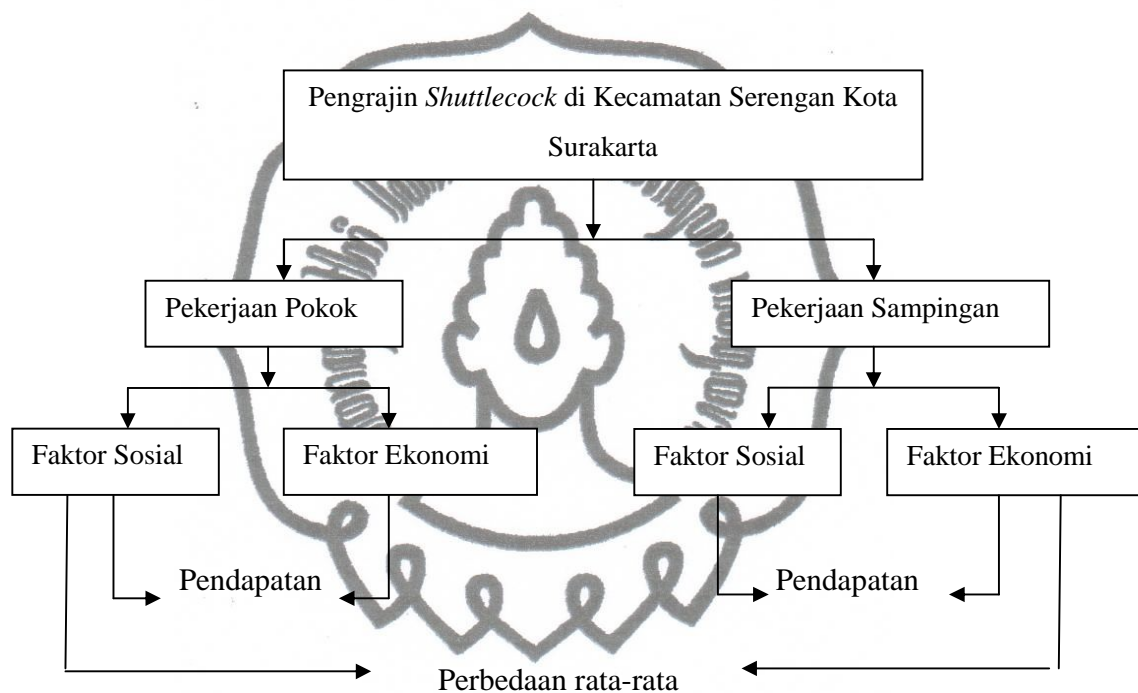 Pengrajin Shuttlecock di Kecamatan Serengan Kota
Surakarta
Pekerjaan Pokok
Pekerjaan Sampingan
Faktor Sosial
Faktor Ekonomi
Faktor Sosial
Faktor Ekonomi
Pendapatan
Pendapatan
Perbedaan rata-rata